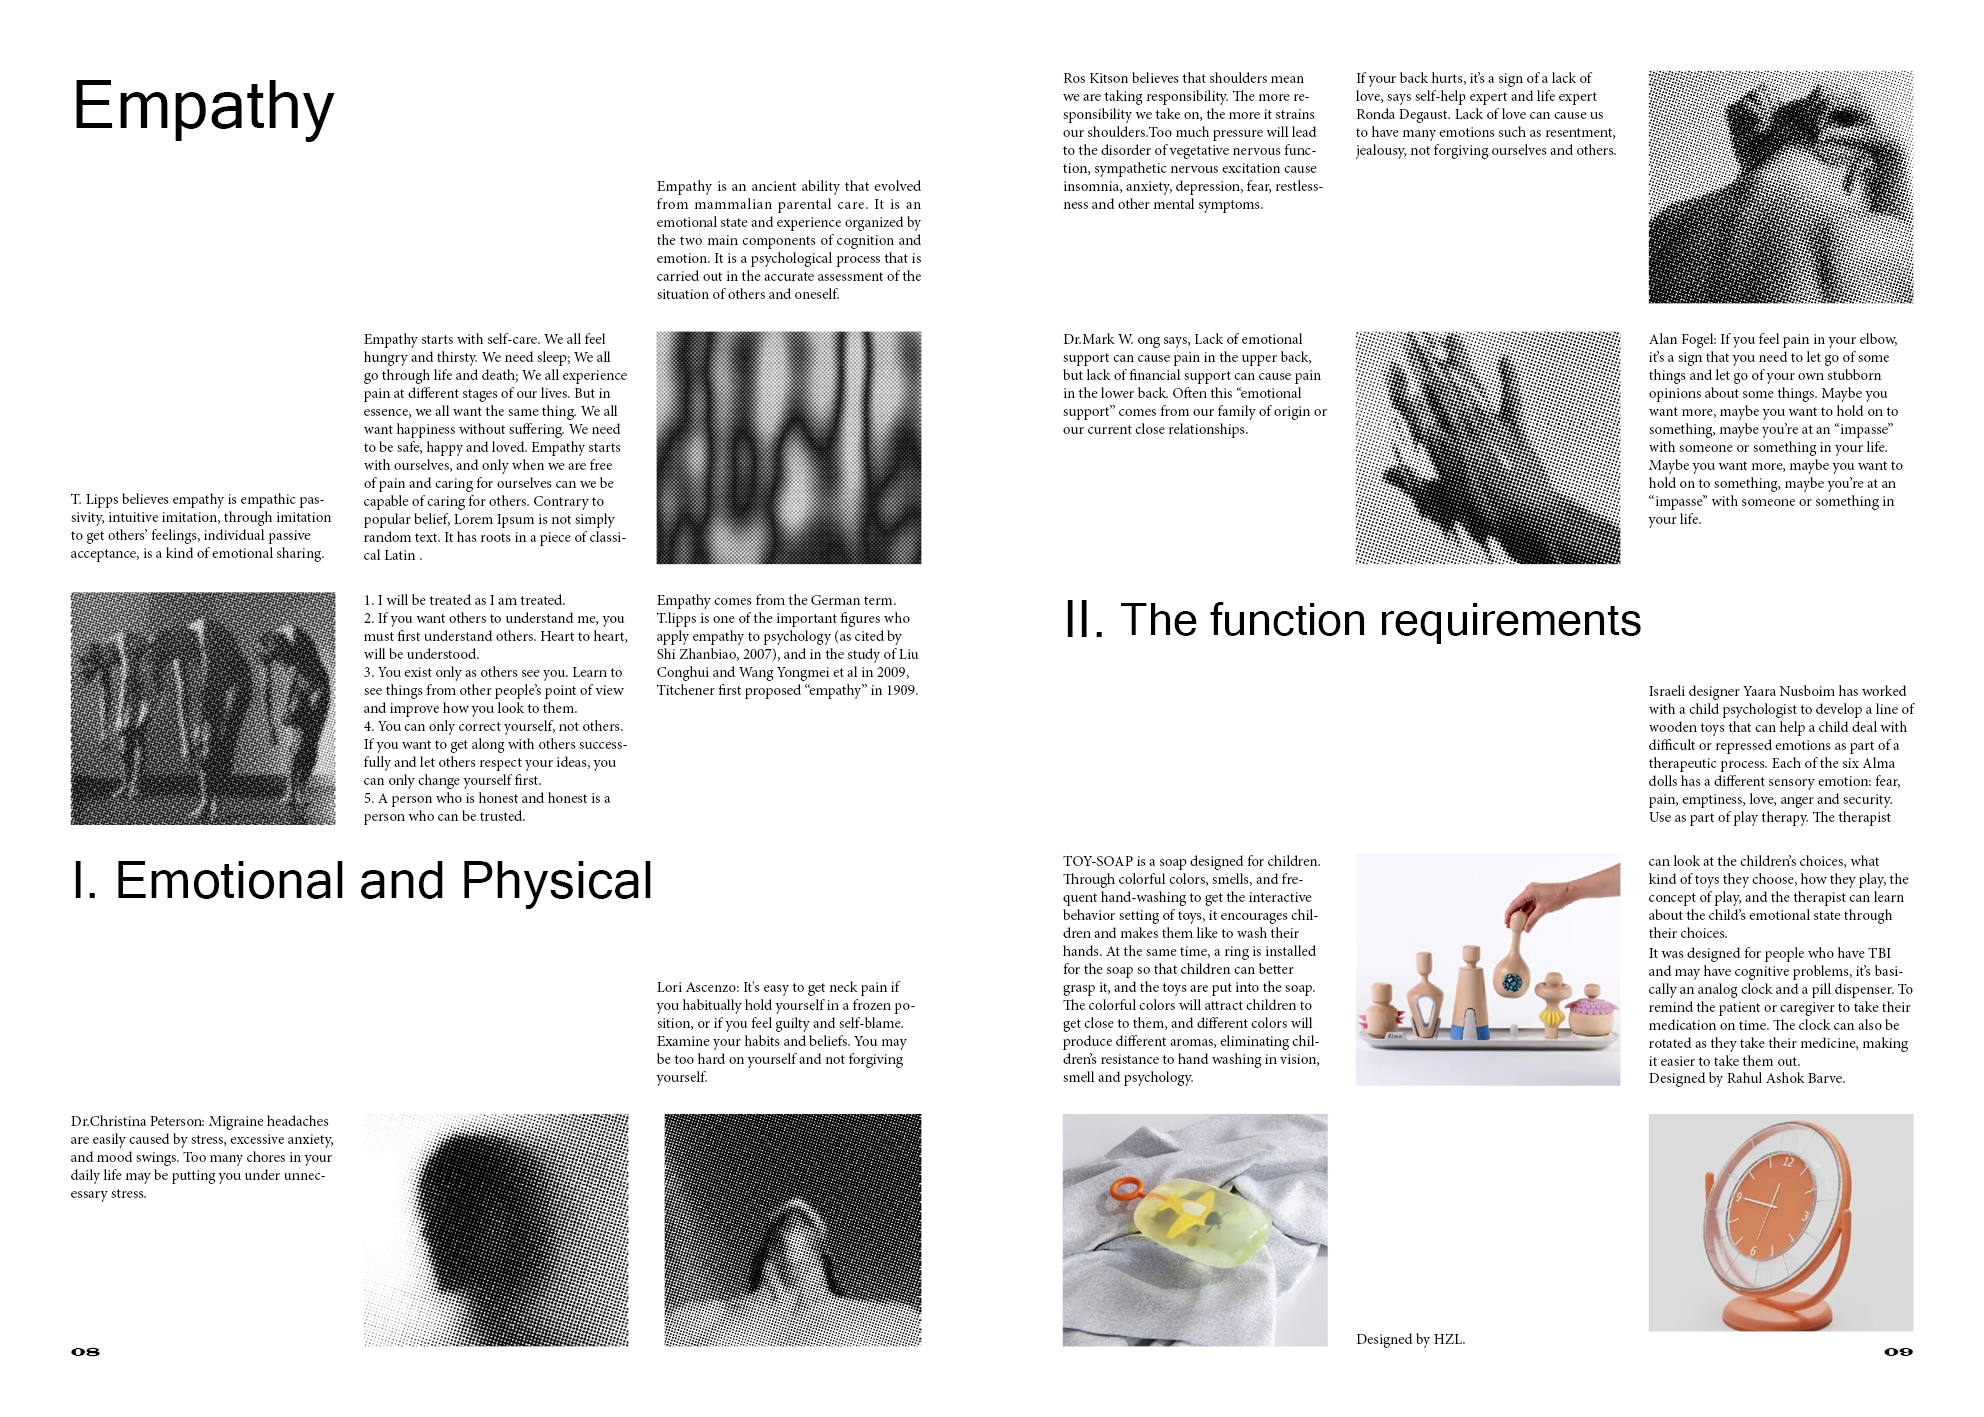 Empathy
Empathy is an ancient ability that evolved
from mammalian parental care. It is an
emotional state and experience organized by
the two main components of cognition and
emotion. It is a psychological process that is
carried out in the accurate assessment of the
situation of others and oneself.
Empathy starts with self-care. We all feel
hungry and thirsty. We need sleep; We all
go through life and death; We all experience
pain at different stages of our lives. But in
essence, we all want the same thing. We all
want happiness without suffering. We need
to be safe, happy and loved. Empathy starts
with ourselves, and only when we are free
of pain and caring for ourselves can we be
capable of caring for others. Contrary to
popular belief, Lorem Ipsum is not simply
random text. It has roots in a piece of classi-
cal Latin .
T. Lipps believes empathy is empathic pas-
sivity, intuitive imitation, through imitation
to get others’ feelings, individual passive
acceptance, is a kind of emotional sharing.
1. I will be treated as I am treated.
2. If you want others to understand me, you
must first understand others. Heart to heart,
will be understood.
3. You exist only as others see you. Learn to
see things from other people’s point of view
and improve how you look to them.
4. You can only correct yourself, not others.
If you want to get along with others success-
fully and let others respect your ideas, you
can only change yourself first.
5. A person who is honest and honest is a
person who can be trusted.
Empathy comes from the German term.
T.lipps is one of the important figures who
apply empathy to psychology (as cited by
Shi Zhanbiao, 2007), and in the study of Liu
Conghui and Wang Yongmei et al in 2009,
Titchener first proposed “empathy” in 1909.
I. Emotional and Physical
Lori Ascenzo: It's easy to get neck pain if
you habitually hold yourself in a frozen po-
sition, or if you feel guilty and self-blame.
Examine your habits and beliefs. You may
be too hard on yourself and not forgiving
yourself.
Dr.Christina Peterson: Migraine headaches
are easily caused by stress, excessive anxiety,
and mood swings. Too many chores in your
daily life may be putting you under unnec-
essary stress.
08
Ros Kitson believes that shoulders mean
we are taking responsibility. The more re-
sponsibility we take on, the more it strains
our shoulders.Too much pressure will lead
to the disorder of vegetative nervous func-
tion, sympathetic nervous excitation cause
insomnia, anxiety, depression, fear, restless-
ness and other mental symptoms.
If your back hurts, it’s a sign of a lack of
love, says self-help expert and life expert
Ronda Degaust. Lack of love can cause us
to have many emotions such as resentment,
jealousy, not forgiving ourselves and others.
Dr.Mark W. ong says, Lack of emotional
support can cause pain in the upper back,
but lack of financial support can cause pain
in the lower back. Often this “emotional
support” comes from our family of origin or
our current close relationships.
Alan Fogel: If you feel pain in your elbow,
it’s a sign that you need to let go of some
things and let go of your own stubborn
opinions about some things. Maybe you
want more, maybe you want to hold on to
something, maybe you’re at an “impasse”
with someone or something in your life.
Maybe you want more, maybe you want to
hold on to something, maybe you’re at an
“impasse” with someone or something in
your life.
II. The function requirements
Israeli designer Yaara Nusboim has worked
with a child psychologist to develop a line of
wooden toys that can help a child deal with
difficult or repressed emotions as part of a
therapeutic process. Each of the six Alma
dolls has a different sensory emotion: fear,
pain, emptiness, love, anger and security.
Use as part of play therapy. The therapist
can look at the children’s choices, what
kind of toys they choose, how they play, the
concept of play, and the therapist can learn
about the child’s emotional state through
their choices.
It was designed for people who have TBI
and may have cognitive problems, it’s basi-
cally an analog clock and a pill dispenser. To
remind the patient or caregiver to take their
medication on time. The clock can also be
rotated as they take their medicine, making
it easier to take them out.
Designed by Rahul Ashok Barve.
TOY-SOAP is a soap designed for children.
Through colorful colors, smells, and fre-
quent hand-washing to get the interactive
behavior setting of toys, it encourages chil-
dren and makes them like to wash their
hands. At the same time, a ring is installed
for the soap so that children can better
grasp it, and the toys are put into the soap.
The colorful colors will attract children to
get close to them, and different colors will
produce different aromas, eliminating chil-
dren’s resistance to hand washing in vision,
smell and psychology.
12
3
6
9
Designed by HZL.
09